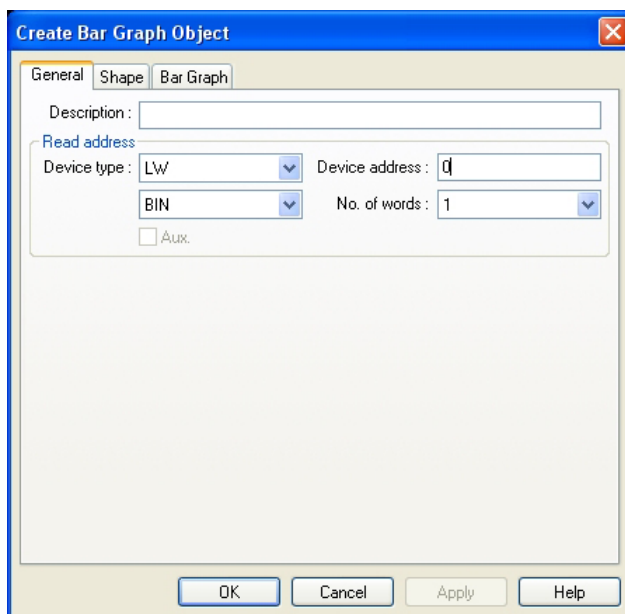 Create Bar Graph Object
General Shape Bar Graph
Description :
Read address
Device type : LW Device address : 0
BIN No. of words : 1
Aux.
OK Cancel Apply Help